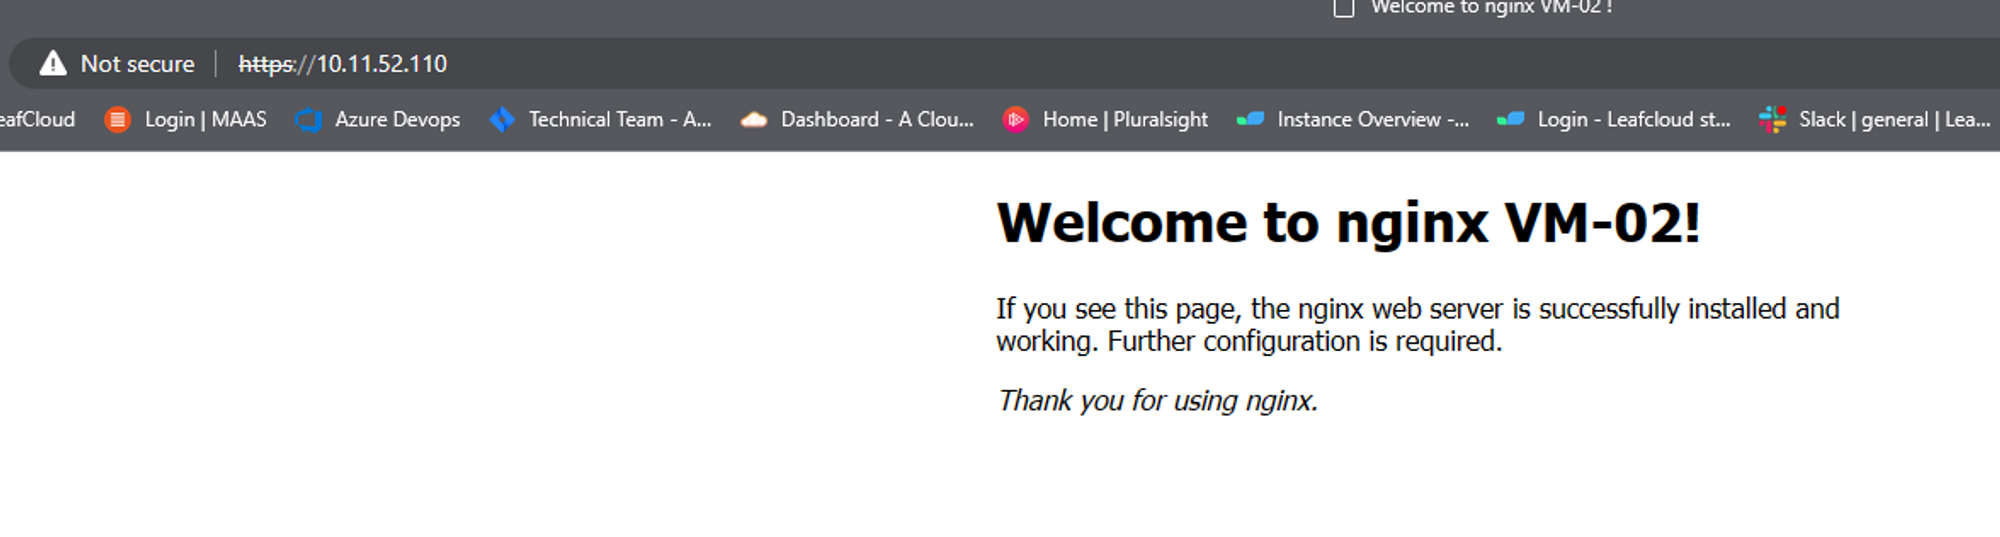 Welcome to nginx VM-02 !
Not secure https://10.11.52.110
eafCloud Login | MAAS Azure Devops Technical Team - A... Dashboard - A Clou... Home | Pluralsight Instance Overview -... Login - Leafcloud st... Slack | general | Lea...
Welcome to nginx VM-02!
If you see this page, the nginx web server is successfully installed and
working. Further configuration is required.
Thank you for using nginx.